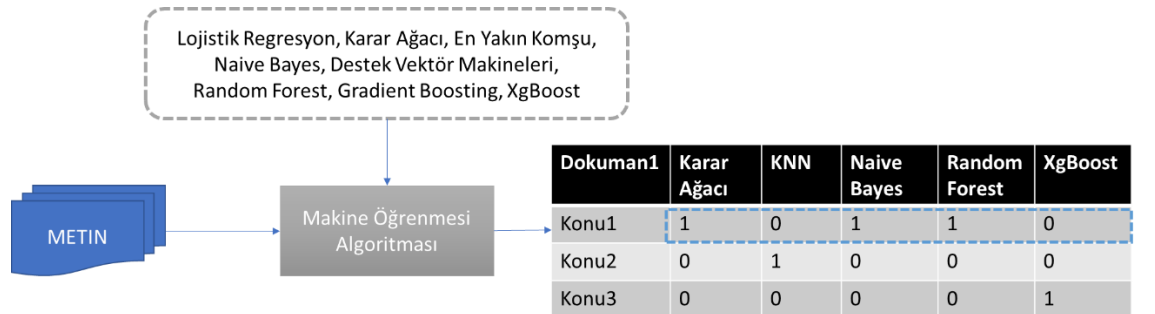 Lojistik Regresyon, Karar Ağacı, En Yakın Komşu,
Naive Bayes, Destek Vektör Makineleri,
Random Forest, Gradient Boosting, XgBoost
METIN
Makine Öğrenmesi
Algoritması
Dokuman1 Karar Ağacı KNN Naive Bayes Random Forest XgBoost
Konu1 1 0 1 1 0
Konu2 0 1 0 0 0
Konu3 0 0 0 0 1